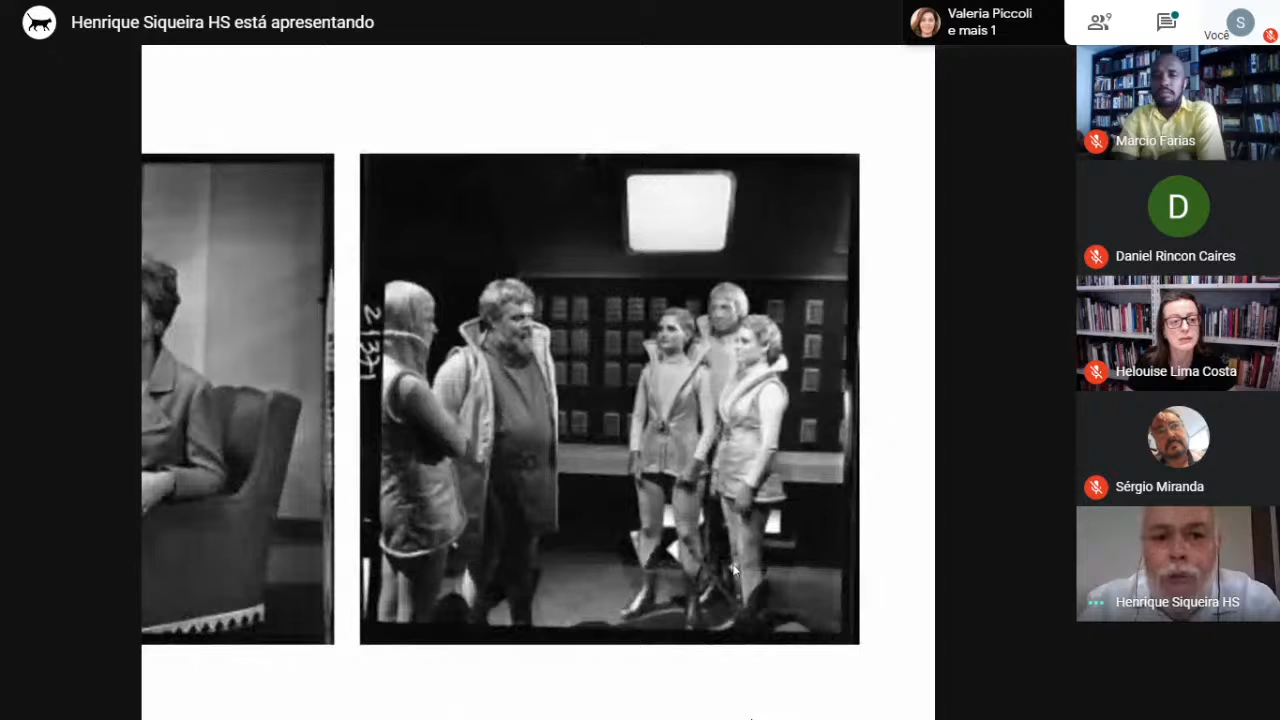 Henrique Siqueira HS está apresentando
Valeria Piccoli
e mais 1
9
S
Você
Marcio Farias
D
Daniel Rincon Caires
Helouise Lima Costa
Sérgio Miranda
Henrique Siqueira HS